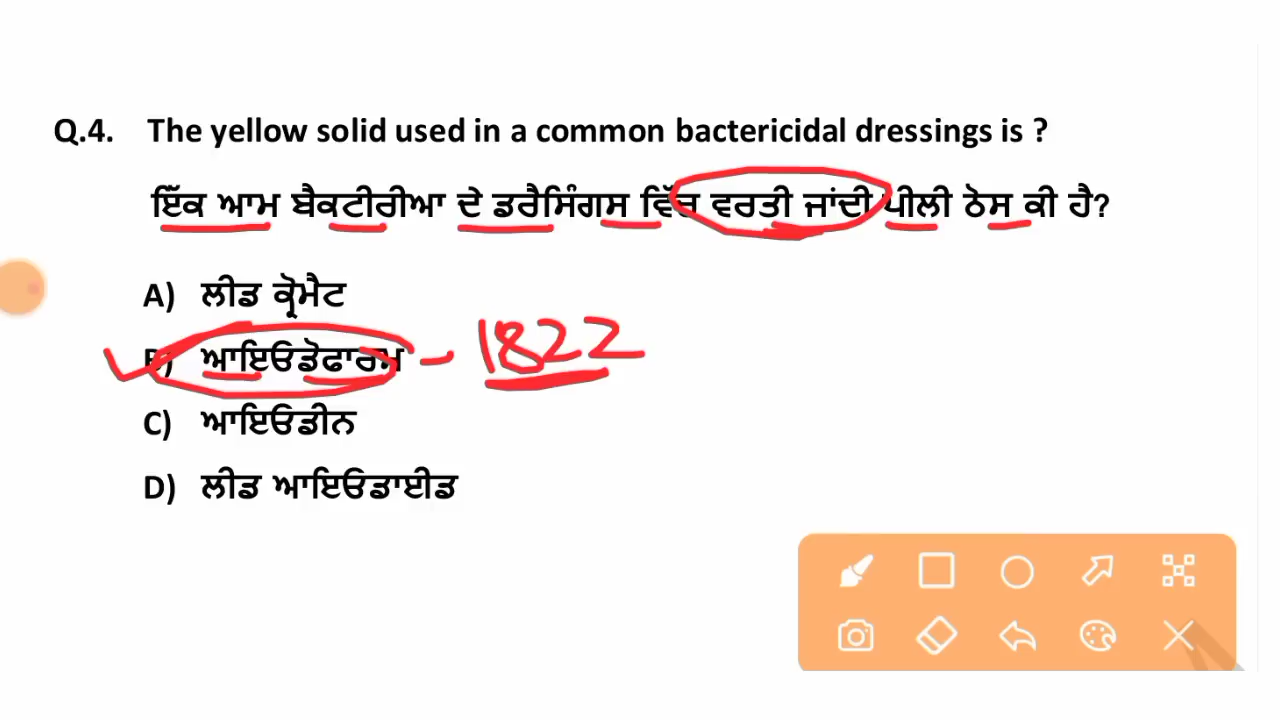 Q.4. The yellow solid used in a common bactericidal dressings is ?
ਇੱਕ ਆਮ ਬੈਕਟੀਰੀਆ ਦੇ ਡਰੈਸਿੰਗਸ ਵਿੱਚ ਵਰਤੀ ਜਾਂਦੀ ਪੀਲੀ ਠੋਸ ਕੀ ਹੈ?
A) ਲੀਡ ਕ੍ਰੋਮੈਟ
B) ਆਇਓਡੋਫਾਰਮ - 1822
C) ਆਇਓਡੀਨ
D) ਲੀਡ ਆਇਓਡਾਈਡ